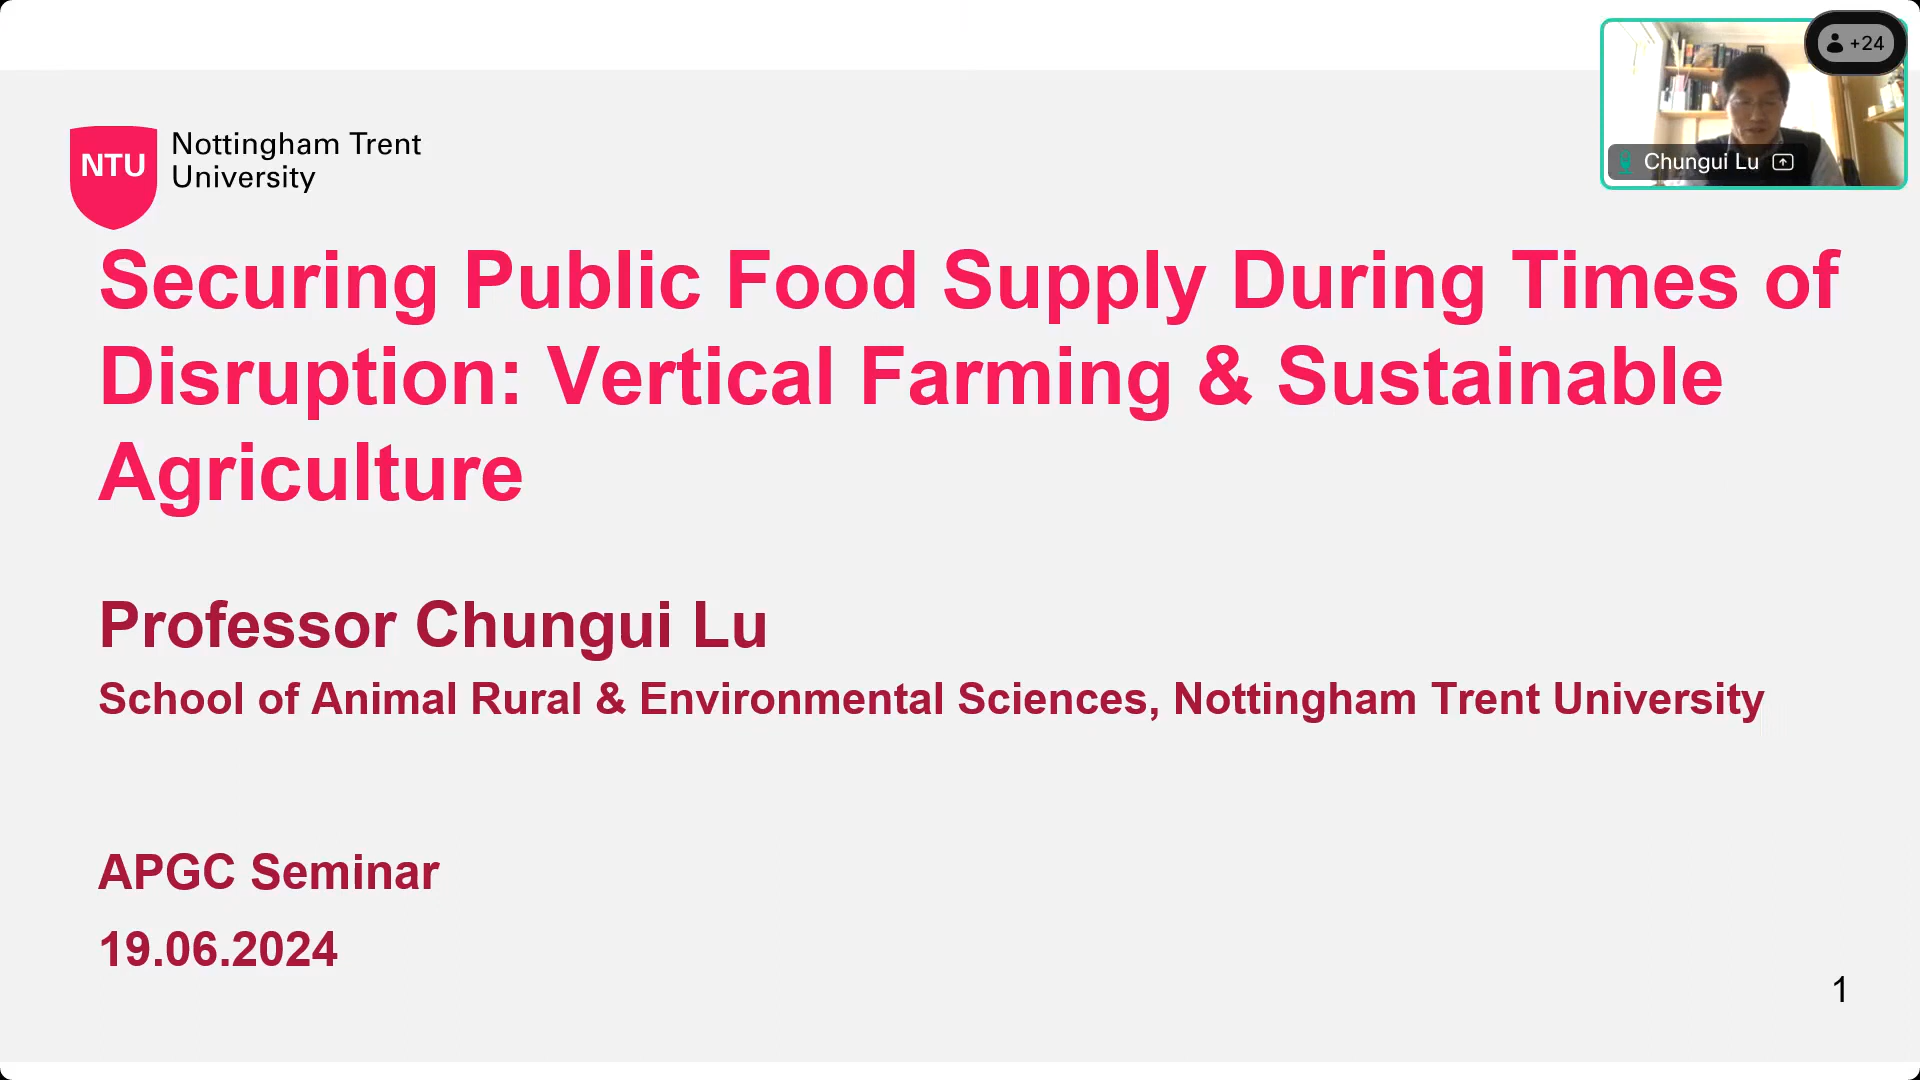 +24
Chungui Lu
NTU
Nottingham Trent
University
Securing Public Food Supply During Times of
Disruption: Vertical Farming & Sustainable
Agriculture
Professor Chungui Lu
School of Animal Rural & Environmental Sciences, Nottingham Trent University
APGC Seminar
19.06.2024
1